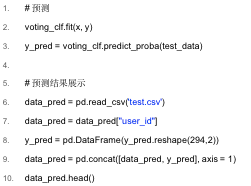 1. # 预测
2. voting_clf.fit(x, y)
3. y_pred = voting_clf.predict_proba(test_data)
4.
5. # 预测结果展示
6. data_pred = pd.read_csv('test.csv')
7. data_pred = data_pred["user_id"]
8. y_pred = pd.DataFrame(y_pred.reshape(294,2))
9. data_pred = pd.concat([data_pred, y_pred], axis = 1)
10. data_pred.head()